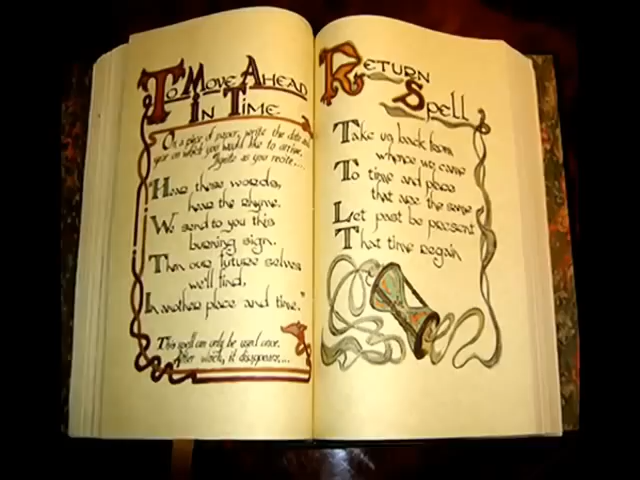 To Move Ahead
In Time
On a piece of paper, write the date and
year on which you would like to arrive.
Ignite as you recite....
"Hear these words,
hear the rhyme.
We send to you this
burning sign.
Then our future selves
we'll find,
In another place and time."
This spell can only be used once.
After which, it disappears....
Return
Spell
Take us back from
whence we came
To time and place
that are the same
Let past be present
That time regain